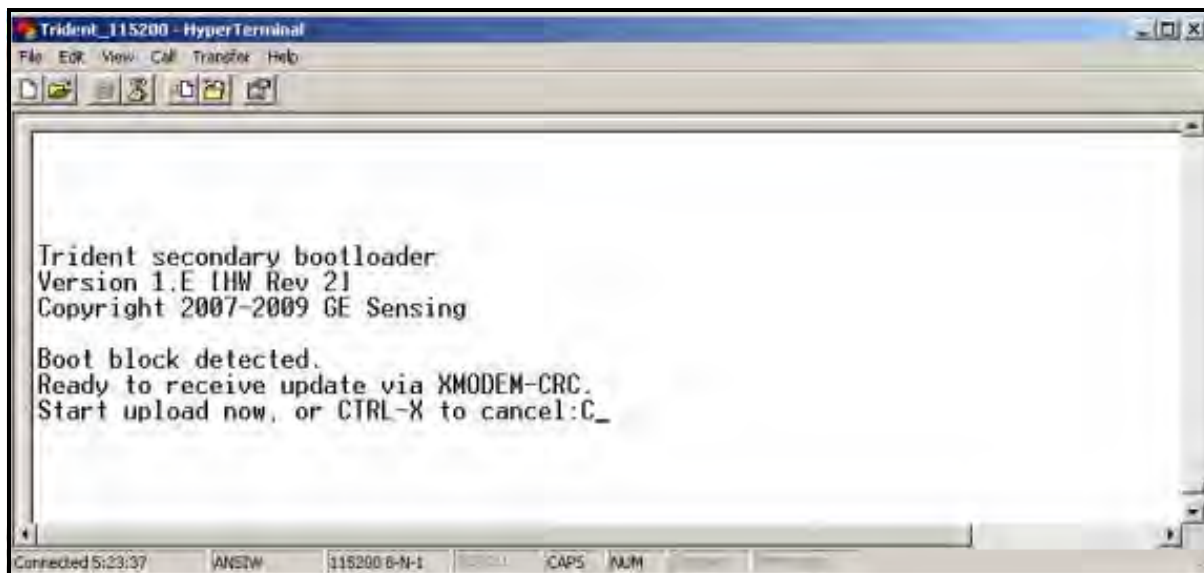 Trident_115200 - HyperTerminal
File Edit View Call Transfer Help
Trident secondary bootloader
Version 1.E [HW Rev 2]
Copyright 2007-2009 GE Sensing
Boot block detected.
Ready to receive update via XMODEM-CRC.
Start upload now, or CTRL-X to cancel:C_
Connected 5:23:37 ANSIW 115200 8-N-1 CAPS NUM